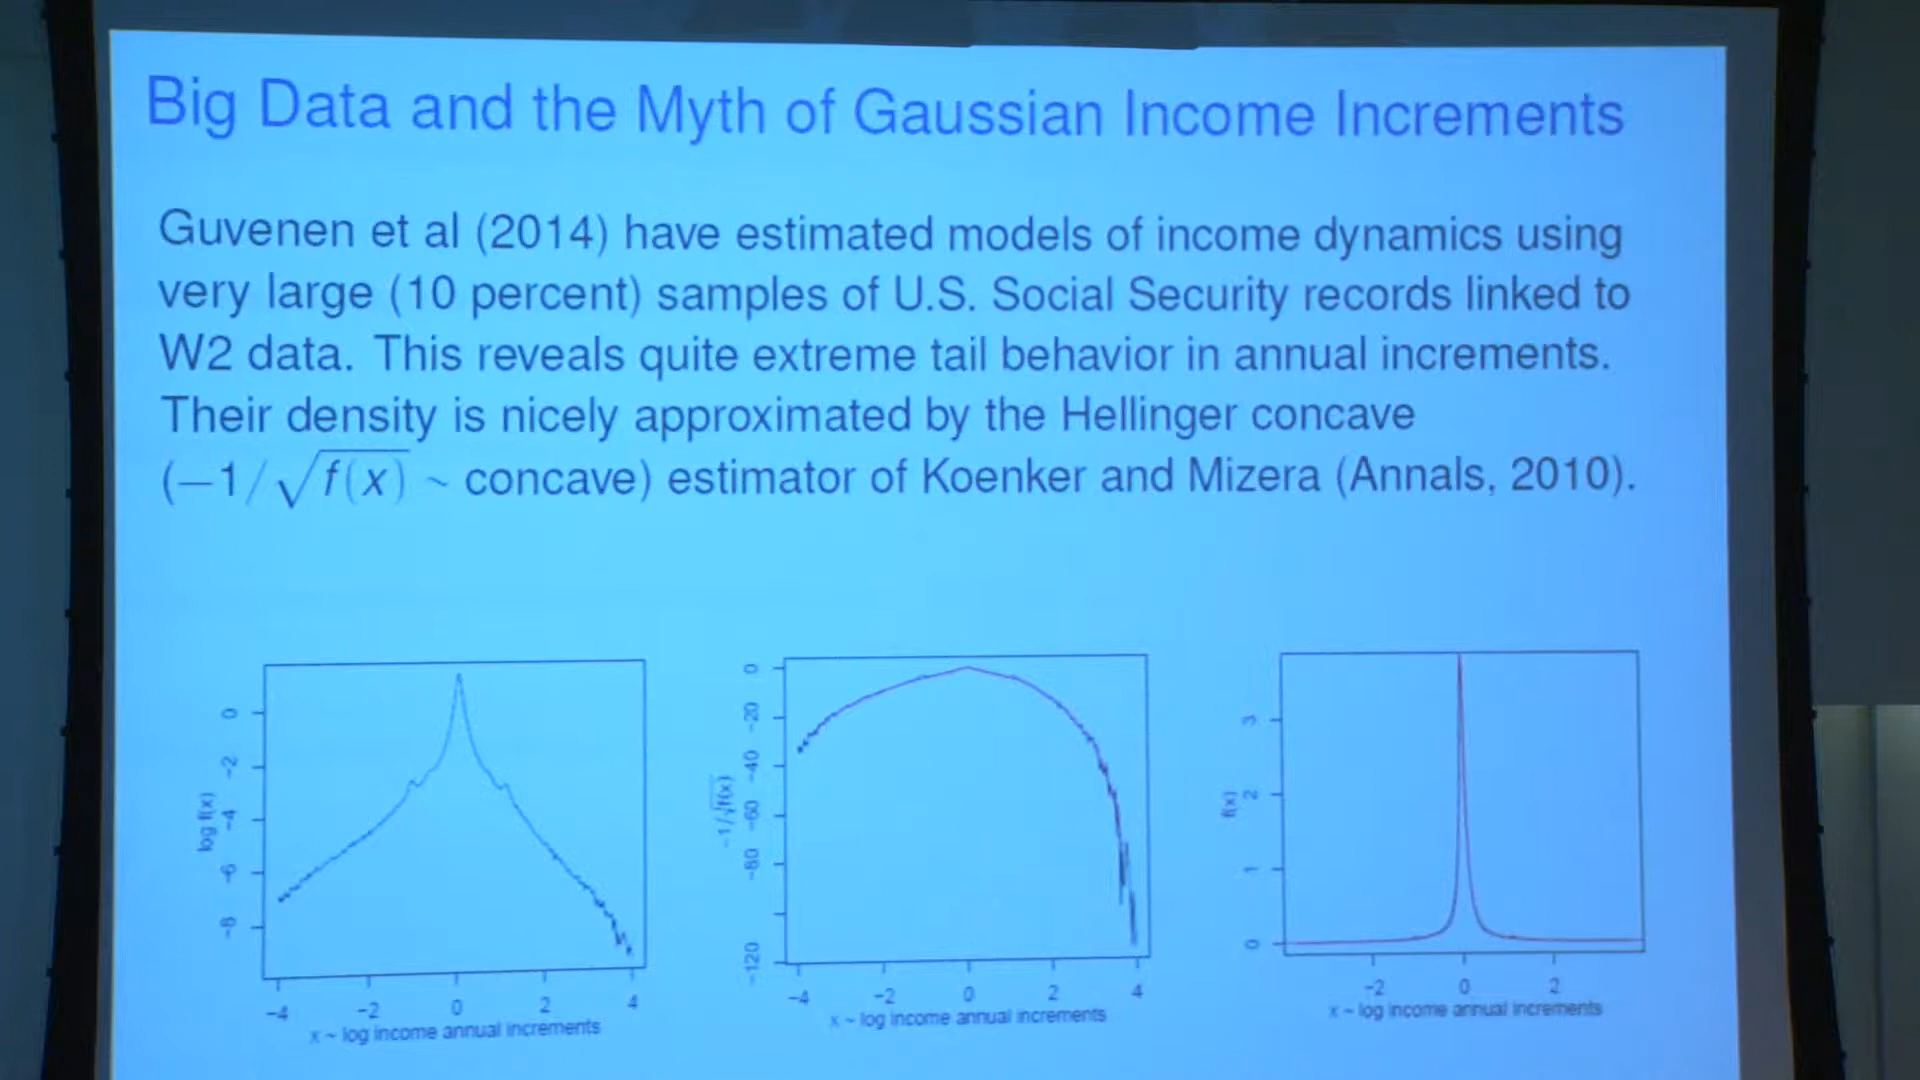 Big Data and the Myth of Gaussian Income Increments
Guvenen et al (2014) have estimated models of income dynamics using
very large (10 percent) samples of U.S. Social Security records linked to
W2 data. This reveals quite extreme tail behavior in annual increments.
Their density is nicely approximated by the Hellinger concave
(−1/√f(x) ~ concave) estimator of Koenker and Mizera (Annals, 2010).
log f(x)
0
−2
−4
−6
−8
−4 −2 0 2 4
x ~ log income annual increments
−1/√f(x)
0
−20
−40
−60
−80
−120
−4 −2 0 2 4
x ~ log income annual increments
f(x)
3
2
1
0
−2 0 2
x ~ log income annual increments